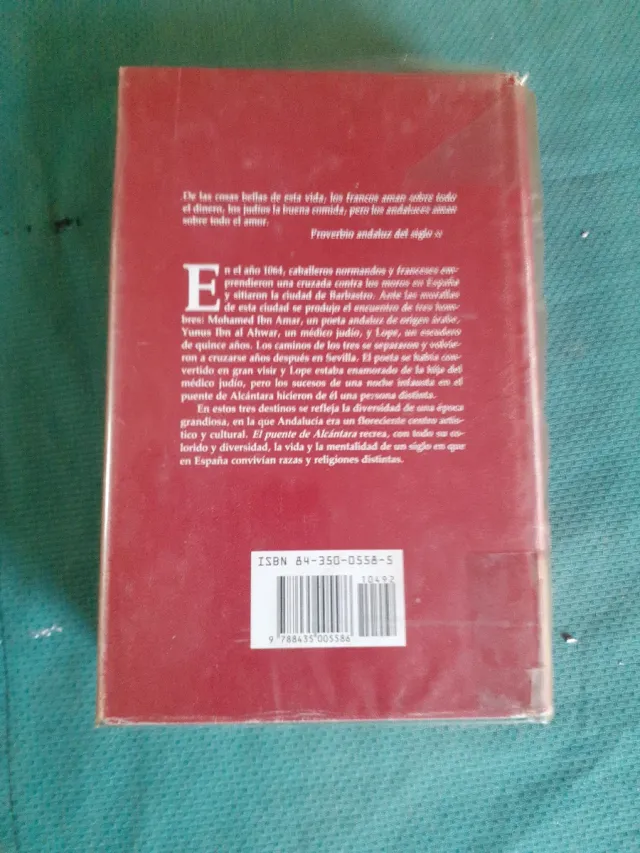 De las cosas bellas de esta vida, los francos aman sobre todo
el dinero, los judíos la buena comida, pero los andaluces aman
sobre todo el amor.
Proverbio andaluz del siglo XI
En el año 1064, caballeros normandos y franceses em-
prendieron una cruzada contra los moros en España
y sitiaron la ciudad de Barbastro. Ante las murallas
de esta ciudad se produjo el encuentro de tres hom-
bres: Mohamed Ibn Amar, un poeta andaluz de origen árabe,
Yunus Ibn al Ahwar, un médico judío, y Lope, un escudero
de quince años. Los caminos de los tres se separaron y volvie-
ron a cruzarse años después en Sevilla. El poeta se había con-
vertido en gran visir y Lope estaba enamorado de la hija del
médico judío, pero los sucesos de una noche infausta en el
puente de Alcántara hicieron de él una persona distinta.
En estos tres destinos se refleja la diversidad de una época
grandiosa, en la que Andalucía era un floreciente centro artís-
tico y cultural. El puente de Alcántara recrea, con todo su co-
lorido y diversidad, la vida y la mentalidad de un siglo en que
en España convivían razas y religiones distintas.
ISBN 84-350-0558-5
10492
9 788435 005586